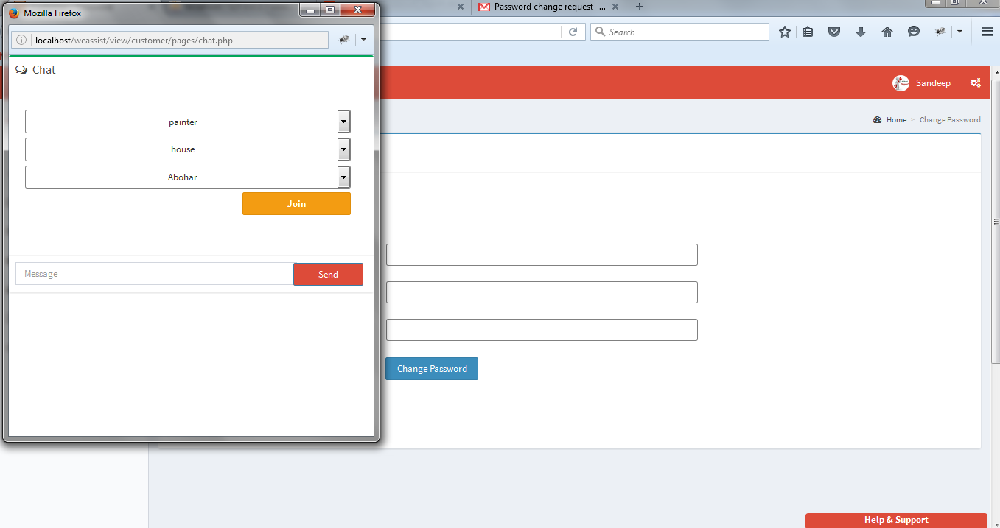 Mozilla Firefox
Password change request -...
localhost/weassist/view/customer/pages/chat.php
Search
Chat
Sandeep
painter
Home > Change Password
house
Abohar
Join
Message
Send
Change Password
Help & Support